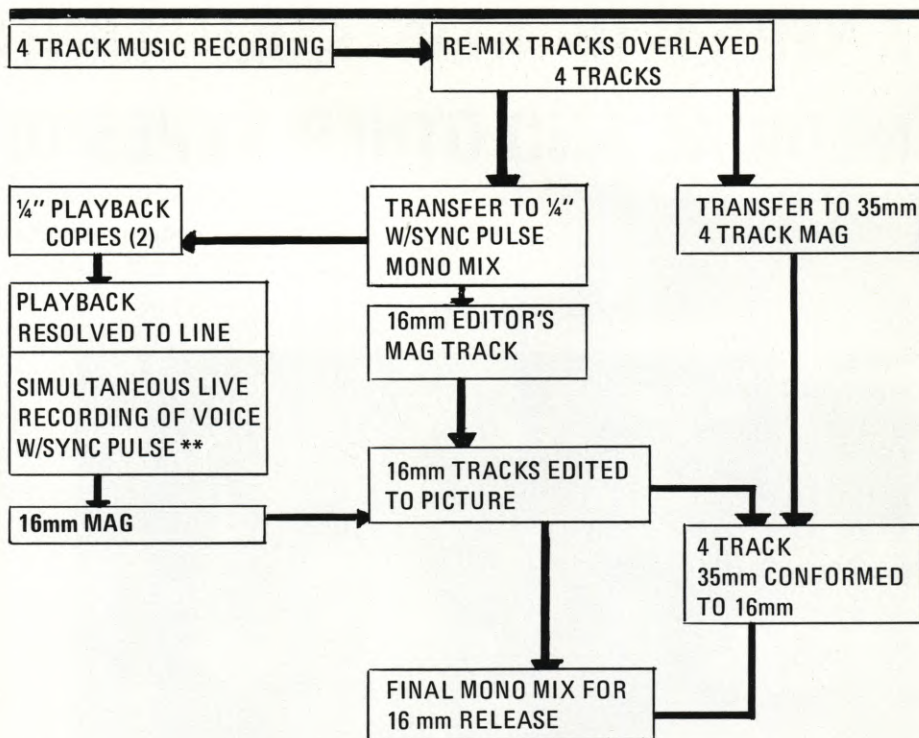 4 TRACK MUSIC RECORDING
RE-MIX TRACKS OVERLAYED
4 TRACKS
¼" PLAYBACK
COPIES (2)
TRANSFER TO ¼"
W/SYNC PULSE
MONO MIX
TRANSFER TO 35mm
4 TRACK MAG
PLAYBACK
RESOLVED TO LINE
16mm EDITOR'S
MAG TRACK
SIMULTANEOUS LIVE
RECORDING OF VOICE
W/SYNC PULSE **
16mm TRACKS EDITED
TO PICTURE
16mm MAG
4 TRACK
35mm CONFORMED
TO 16mm
FINAL MONO MIX FOR
16 mm RELEASE